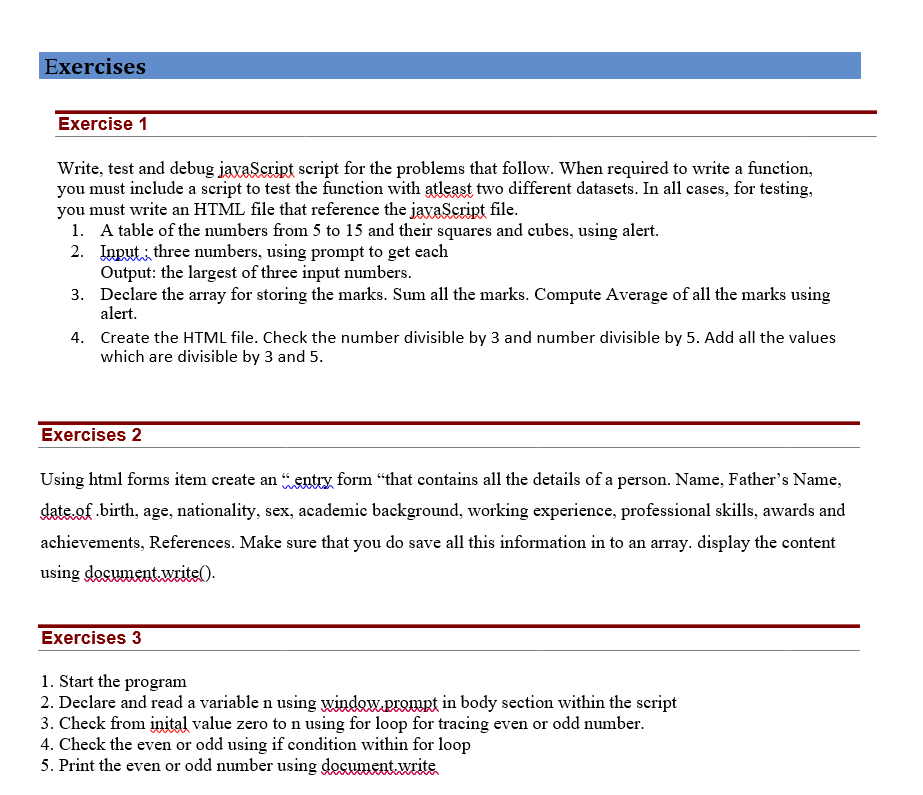 Exercises
Exercise 1
Write, test and debug javaScript script for the problems that follow. When required to write a function,
you must include a script to test the function with atleast two different datasets. In all cases, for testing,
you must write an HTML file that reference the javaScript file.
1. A table of the numbers from 5 to 15 and their squares and cubes, using alert.
2. Input : three numbers, using prompt to get each
Output: the largest of three input numbers.
3. Declare the array for storing the marks. Sum all the marks. Compute Average of all the marks using
alert.
4. Create the HTML file. Check the number divisible by 3 and number divisible by 5. Add all the values
which are divisible by 3 and 5.
Exercises 2
Using html forms item create an “ entry form “that contains all the details of a person. Name, Father’s Name,
date.of .birth, age, nationality, sex, academic background, working experience, professional skills, awards and
achievements, References. Make sure that you do save all this information in to an array. display the content
using document.write().
Exercises 3
1. Start the program
2. Declare and read a variable n using window.prompt in body section within the script
3. Check from inital value zero to n using for loop for tracing even or odd number.
4. Check the even or odd using if condition within for loop
5. Print the even or odd number using document.write